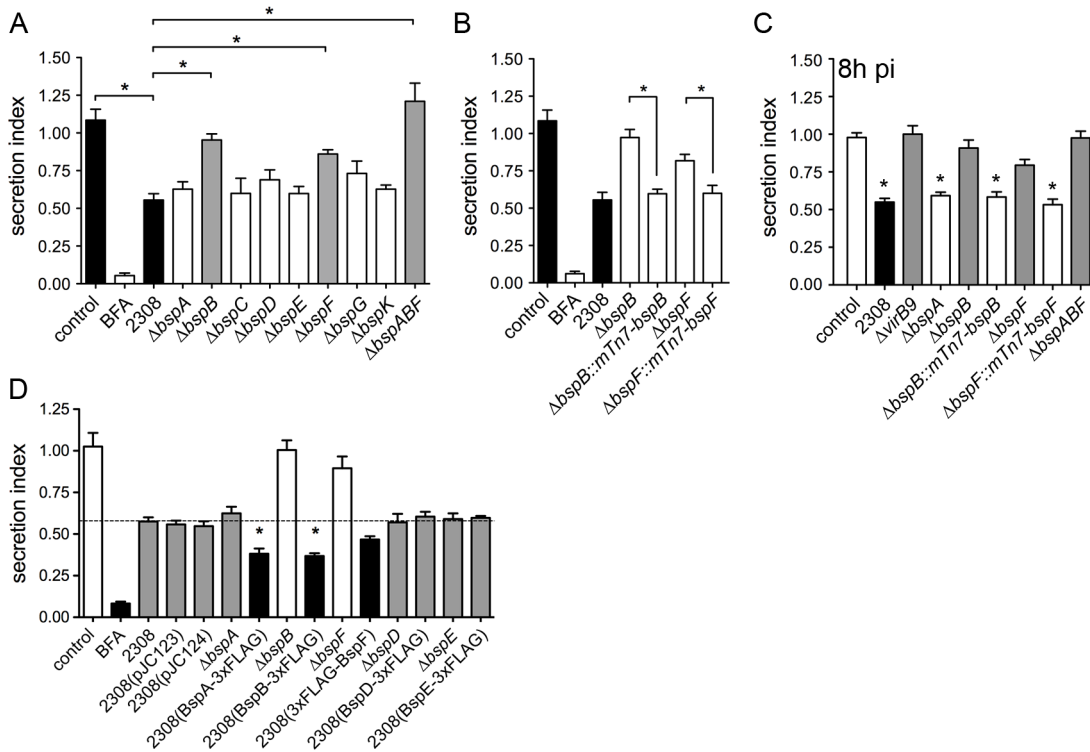 A
*
*
*
*
secretion index
1.50
1.25
1.00
0.75
0.50
0.25
0.00
control
BFA
2308
ΔbspA
ΔbspB
ΔbspC
ΔbspD
ΔbspE
ΔbspF
ΔbspG
ΔbspK
ΔbspABF
B
*
*
secretion index
1.50
1.25
1.00
0.75
0.50
0.25
0.00
control
BFA
2308
ΔbspB
ΔbspB::mTn7-bspB
ΔbspF
ΔbspF::mTn7-bspF
C
8h pi
*
*
*
*
secretion index
1.50
1.25
1.00
0.75
0.50
0.25
0.00
control
2308
ΔvirB9
ΔbspA
ΔbspB
ΔbspB::mTn7-bspB
ΔbspF
ΔbspF::mTn7-bspF
ΔbspABF
D
*
*
secretion index
1.25
1.00
0.75
0.50
0.25
0.00
control
BFA
2308
2308(pJC123)
2308(pJC124)
ΔbspA
2308(BspA-3xFLAG)
ΔbspB
2308(BspB-3xFLAG)
ΔbspF
2308(3xFLAG-BspF)
ΔbspD
2308(BspD-3xFLAG)
ΔbspE
2308(BspE-3xFLAG)